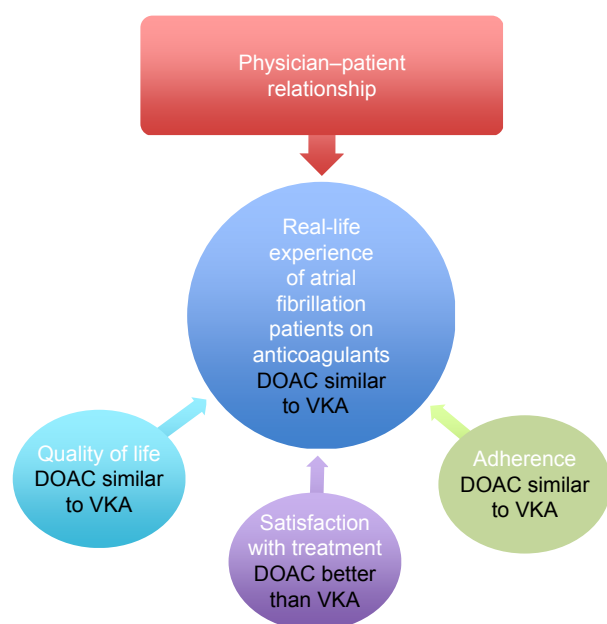 Physician–patient
relationship
Real-life
experience
of atrial
fibrillation
patients on
anticoagulants
DOAC similar
to VKA
Quality of life
DOAC similar
to VKA
Satisfaction
with treatment
DOAC better
than VKA
Adherence
DOAC similar
to VKA